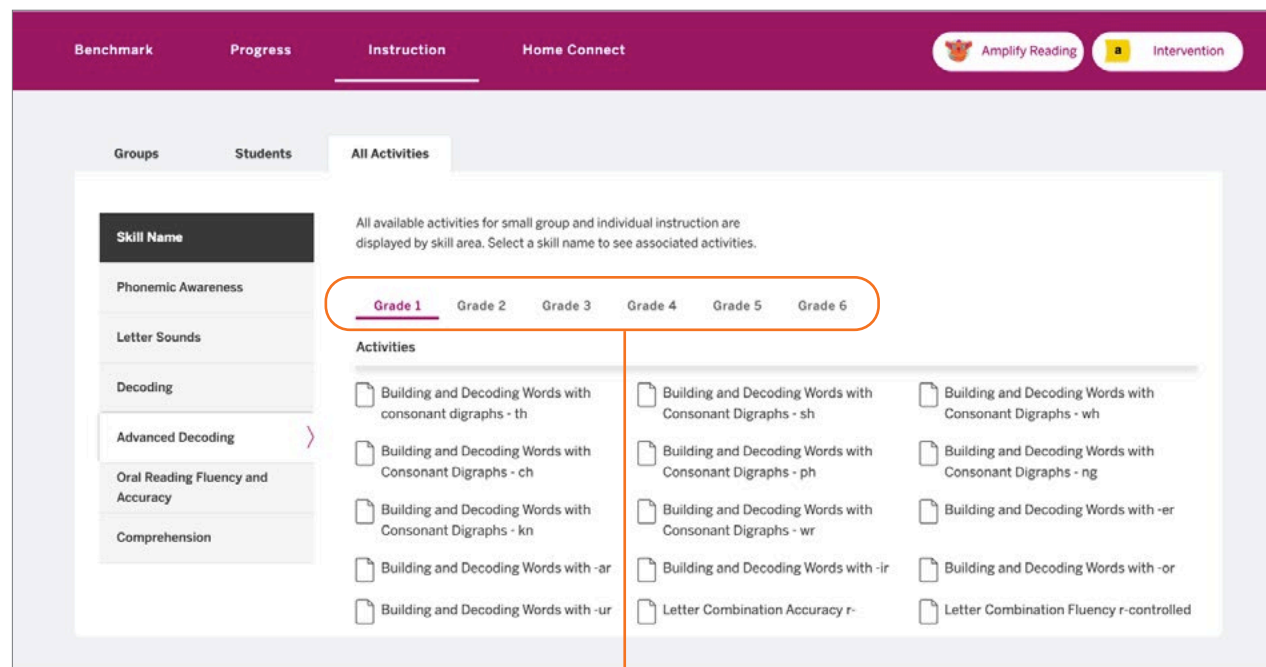 Benchmark
Progress
Instruction
Home Connect
Amplify Reading
a
Intervention
Groups
Students
All Activities
Skill Name
Phonemic Awareness
Letter Sounds
Decoding
Advanced Decoding
Oral Reading Fluency and
Accuracy
Comprehension
All available activities for small group and individual instruction are
displayed by skill area. Select a skill name to see associated activities.
Grade 1
Grade 2
Grade 3
Grade 4
Grade 5
Grade 6
Activities
Building and Decoding Words with
consonant digraphs - th
Building and Decoding Words with
Consonant Digraphs - sh
Building and Decoding Words with
Consonant Digraphs - wh
Building and Decoding Words with
Consonant Digraphs - ch
Building and Decoding Words with
Consonant Digraphs - ph
Building and Decoding Words with
Consonant Digraphs - ng
Building and Decoding Words with
Consonant Digraphs - kn
Building and Decoding Words with
Consonant Digraphs - wr
Building and Decoding Words with -er
Building and Decoding Words with -ar
Building and Decoding Words with -ir
Building and Decoding Words with -or
Building and Decoding Words with -ur
Letter Combination Accuracy r-
Letter Combination Fluency r-controlled